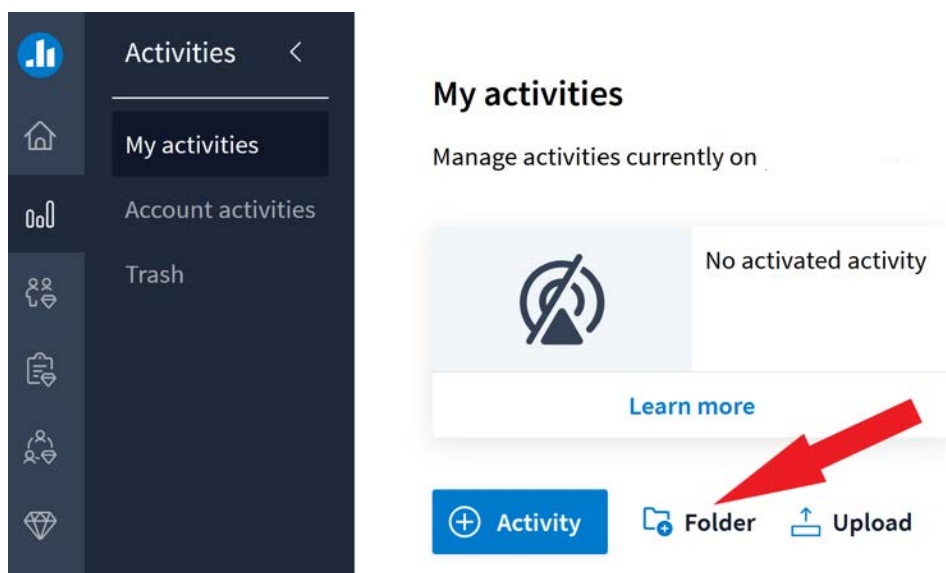 Activities
My activities
Account activities
Trash
My activities
Manage activities currently on
No activated activity
Learn more
Activity
Folder
Upload